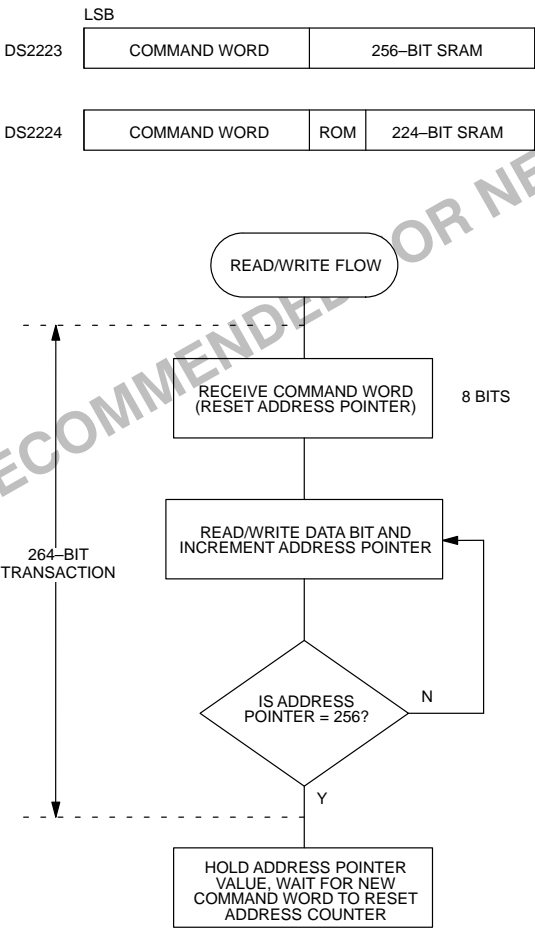 LSB
DS2223 COMMAND WORD 256–BIT SRAM
DS2224 COMMAND WORD ROM 224–BIT SRAM
READ/WRITE FLOW
RECEIVE COMMAND WORD
(RESET ADDRESS POINTER)
8 BITS
READ/WRITE DATA BIT AND
INCREMENT ADDRESS POINTER
264–BIT
TRANSACTION
IS ADDRESS
POINTER = 256?
N
Y
HOLD ADDRESS POINTER
VALUE, WAIT FOR NEW
COMMAND WORD TO RESET
ADDRESS COUNTER